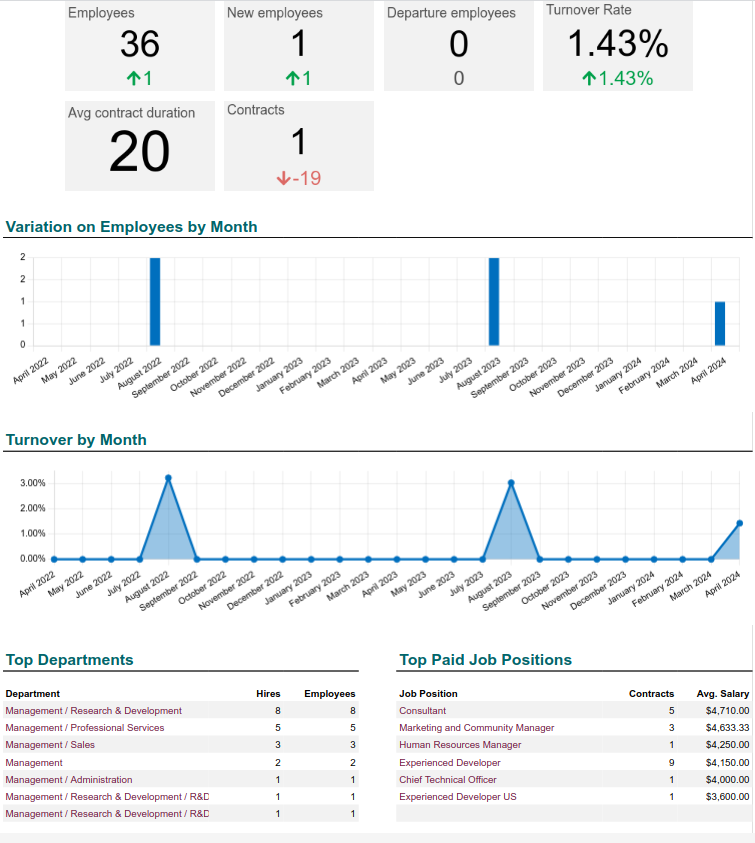 Employees
36
↑1
New employees
1
↑1
Departure employees
0
0
Turnover Rate
1.43%
↑1.43%
Avg contract duration
20
Contracts
1
↓-19
Variation on Employees by Month
2
2
1
1
0
April 2022 May 2022 June 2022 July 2022 August 2022 September 2022 October 2022 November 2022 December 2022 January 2023 February 2023 March 2023 April 2023 May 2023 June 2023 July 2023 August 2023 September 2023 October 2023 November 2023 December 2023 January 2024 February 2024 March 2024 April 2024
Turnover by Month
3.00%
2.00%
1.00%
0.00%
April 2022 May 2022 June 2022 July 2022 August 2022 September 2022 October 2022 November 2022 December 2022 January 2023 February 2023 March 2023 April 2023 May 2023 June 2023 July 2023 August 2023 September 2023 October 2023 November 2023 December 2023 January 2024 February 2024 March 2024 April 2024
Top Departments
Department Hires Employees
Management / Research & Development 8 8
Management / Professional Services 5 5
Management / Sales 3 3
Management 2 2
Management / Administration 1 1
Management / Research & Development / R&D 1 1
Management / Research & Development / R&D 1 1
Top Paid Job Positions
Job Position Contracts Avg. Salary
Consultant 5 $4,710.00
Marketing and Community Manager 3 $4,633.33
Human Resources Manager 1 $4,250.00
Experienced Developer 9 $4,150.00
Chief Technical Officer 1 $4,000.00
Experienced Developer US 1 $3,600.00